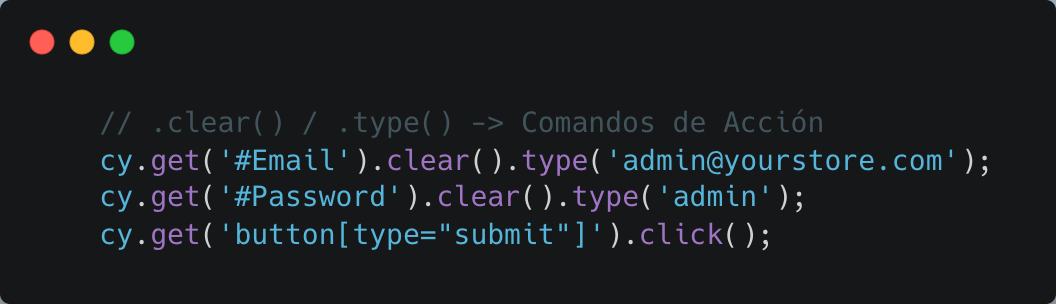 // .clear() / .type() -> Comandos de Acción
cy.get('#Email').clear().type('admin@yourstore.com');
cy.get('#Password').clear().type('admin');
cy.get('button[type="submit"]').click();